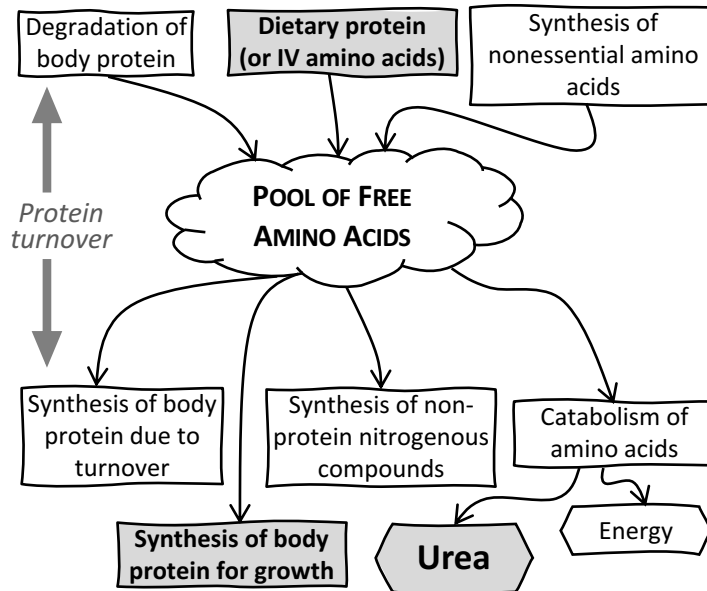 Degradation of
body protein
Dietary protein
(or IV amino acids)
Synthesis of
nonessential amino
acids
Protein
turnover
POOL OF FREE
AMINO ACIDS
Synthesis of body
protein due to
turnover
Synthesis of non-
protein nitrogenous
compounds
Catabolism of
amino acids
Synthesis of body
protein for growth
Urea
Energy